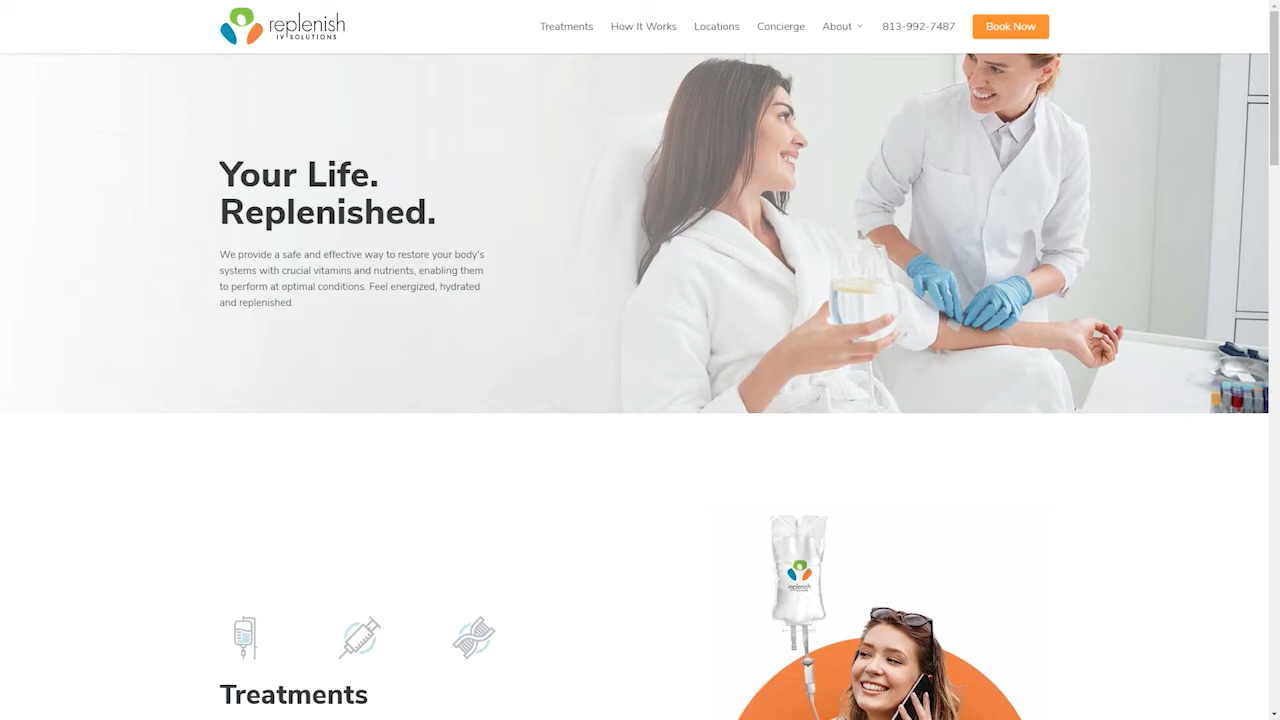 replenish
IV SOLUTIONS
Treatments How It Works Locations Concierge About 813-992-7487 Book Now
Your Life.
Replenished.
We provide a safe and effective way to restore your body's
systems with crucial vitamins and nutrients, enabling them
to perform at optimal conditions. Feel energized, hydrated
and replenished.
replenish
Treatments